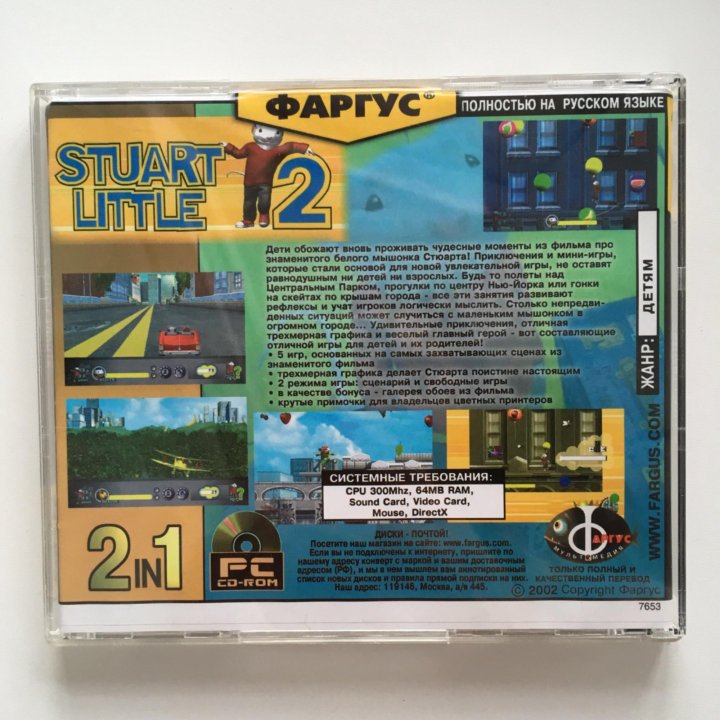 ФАРГУС®
ПОЛНОСТЬЮ НА РУССКОМ ЯЗЫКЕ
STUART
LITTLE 2
Дети обожают вновь проживать чудесные моменты из фильма про
знаменитого белого мышонка Стюарта! Приключения и мини-игры,
которые стали основой для новой увлекательной игры, не оставят
равнодушным ни детей ни взрослых. Будь то полеты над
Центральным Парком, прогулки по центру Нью-Йорка или гонки
на скейтах по крышам города - все эти занятия развивают
рефлексы и учат игроков логически мыслить. Столько непредви-
денных ситуаций может случиться с маленьким мышонком в
огромном городе... Удивительные приключения, отличная
трехмерная графика и веселый главный герой - вот составляющие
отличной игры для детей и их родителей!
• 5 игр, основанных на самых захватывающих сценах из
знаменитого фильма
• трехмерная графика делает Стюарта поистине настоящим
• 2 режима игры: сценарий и свободные игры
• в качестве бонуса - галерея обоев из фильма
• крутые примочки для владельцев цветных принтеров
ЖАНР: ДЕТЯМ
WWW.FARGUS.COM
СИСТЕМНЫЕ ТРЕБОВАНИЯ:
CPU 300Mhz, 64MB RAM,
Sound Card, Video Card,
Mouse, DirectX
2 IN 1
PC
CD-ROM
ДИСКИ - ПОЧТОЙ!
Посетите наш магазин на сайте: www.fargus.com.
Если вы не подключены к интернету, пришлите по
нашему адресу конверт с маркой и вашим доставочным
адресом (РФ), и мы в нем вышлем вам аннотированный
список новых дисков и правила прямой подписки на них.
Наш адрес: 119146, Москва, а/я 445.
ФАРГУС
МУЛЬТИМЕДИЯ
ТОЛЬКО ПОЛНЫЙ И
КАЧЕСТВЕННЫЙ ПЕРЕВОД
© 2002 Copyright Фаргус
7653